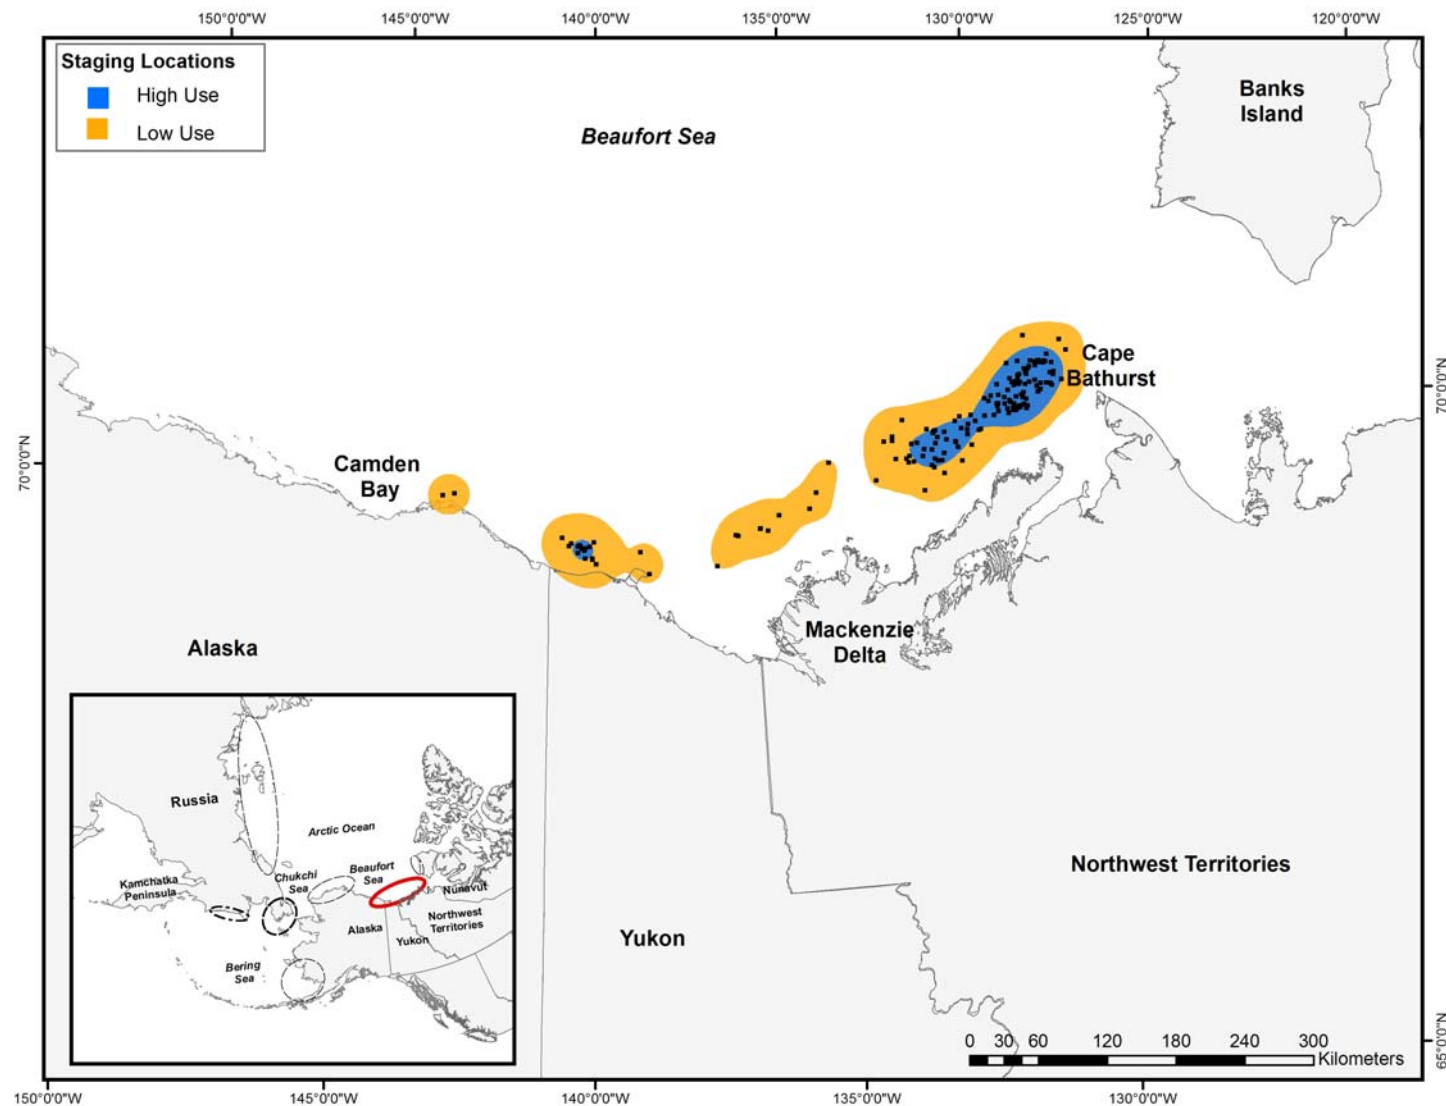 150°0'0"W 145°0'0"W 140°0'0"W 135°0'0"W 130°0'0"W 125°0'0"W 120°0'0"W
Staging Locations
High Use
Low Use
Beaufort Sea
Banks
Island
Cape
Bathurst
70°0'0"N
70°0'0"N
Camden
Bay
Mackenzie
Delta
Alaska
Yukon
Northwest Territories
Russia
Arctic Ocean
Kamchatka
Peninsula
Chukchi
Sea
Beaufort
Sea
Nunavut
Northwest
Territories
Alaska
Yukon
Bering
Sea
0 30 60 120 180 240 300
Kilometers
65°0'0"N
150°0'0"W 145°0'0"W 140°0'0"W 135°0'0"W 130°0'0"W